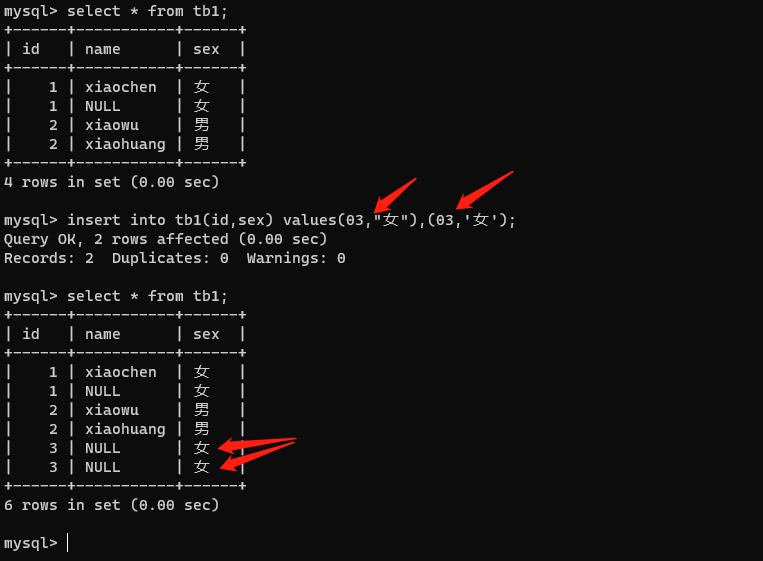 mysql> select * from tb1;
+------+-----------+------+
| id   | name      | sex  |
+------+-----------+------+
|    1 | xiaochen  | 女   |
|    1 | NULL      | 女   |
|    2 | xiaowu    | 男   |
|    2 | xiaohuang | 男   |
+------+-----------+------+
4 rows in set (0.00 sec)
mysql> insert into tb1(id,sex) values(03,"女"),(03,'女');
Query OK, 2 rows affected (0.00 sec)
Records: 2  Duplicates: 0  Warnings: 0
mysql> select * from tb1;
+------+-----------+------+
| id   | name      | sex  |
+------+-----------+------+
|    1 | xiaochen  | 女   |
|    1 | NULL      | 女   |
|    2 | xiaowu    | 男   |
|    2 | xiaohuang | 男   |
|    3 | NULL      | 女   |
|    3 | NULL      | 女   |
+------+-----------+------+
6 rows in set (0.00 sec)
mysql>